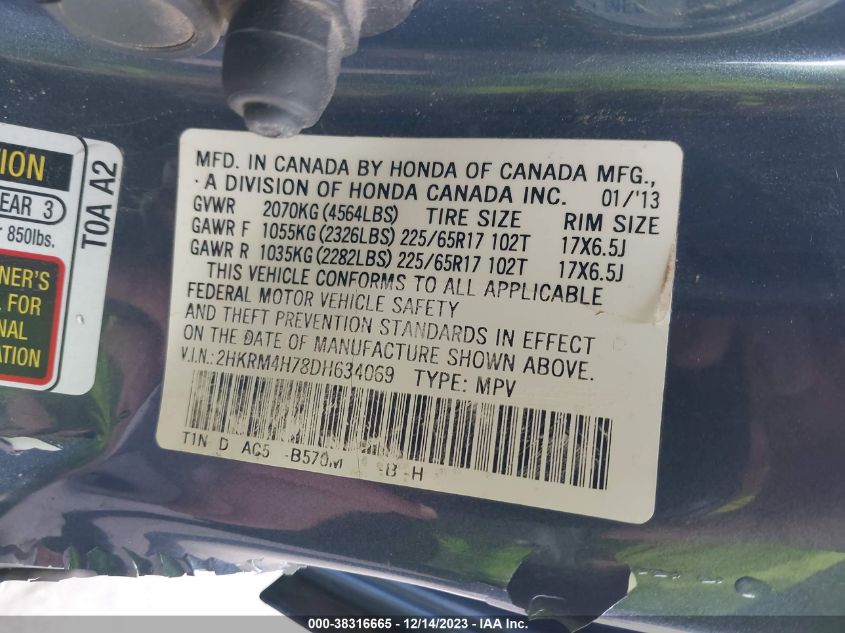 ION
EAR 3
850lbs.
NER'S
L FOR
NAL
ATION
T0A A2
MFD. IN CANADA BY HONDA OF CANADA MFG.,
A DIVISION OF HONDA CANADA INC. 01/'13
GVWR 2070KG (4564LBS) TIRE SIZE RIM SIZE
GAWR F 1055KG (2326LBS) 225/65R17 102T 17X6.5J
GAWR R 1035KG (2282LBS) 225/65R17 102T 17X6.5J
THIS VEHICLE CONFORMS TO ALL APPLICABLE
FEDERAL MOTOR VEHICLE SAFETY
AND THEFT PREVENTION STANDARDS IN EFFECT
ON THE DATE OF MANUFACTURE SHOWN ABOVE.
V.I.N.: 2HKRM4H78DH634069 TYPE: MPV
T1N D AC5 -B570M B -H
000-38316665 - 12/14/2023 - IAA Inc.